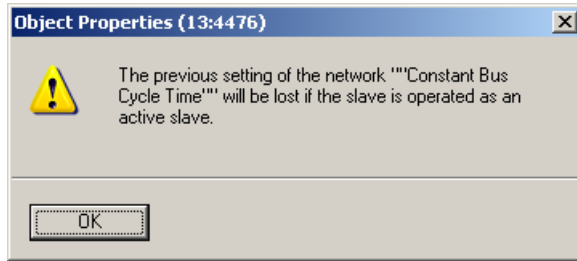 Object Properties (13:4476)
The previous setting of the network ""Constant Bus
Cycle Time"" will be lost if the slave is operated as an
active slave.
OK